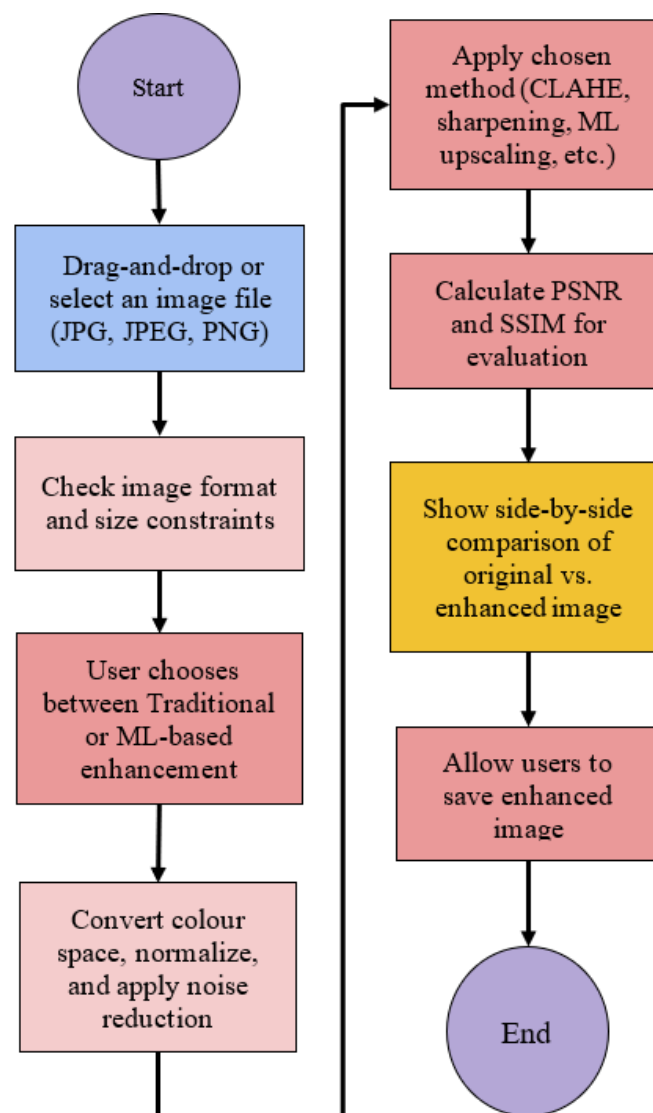 Start
Drag-and-drop or
select an image file
(JPG, JPEG, PNG)
Check image format
and size constraints
User chooses
between Traditional
or ML-based
enhancement
Convert colour
space, normalize,
and apply noise
reduction
Apply chosen
method (CLAHE,
sharpening, ML
upscaling, etc.)
Calculate PSNR
and SSIM for
evaluation
Show side-by-side
comparison of
original vs.
enhanced image
Allow users to
save enhanced
image
End